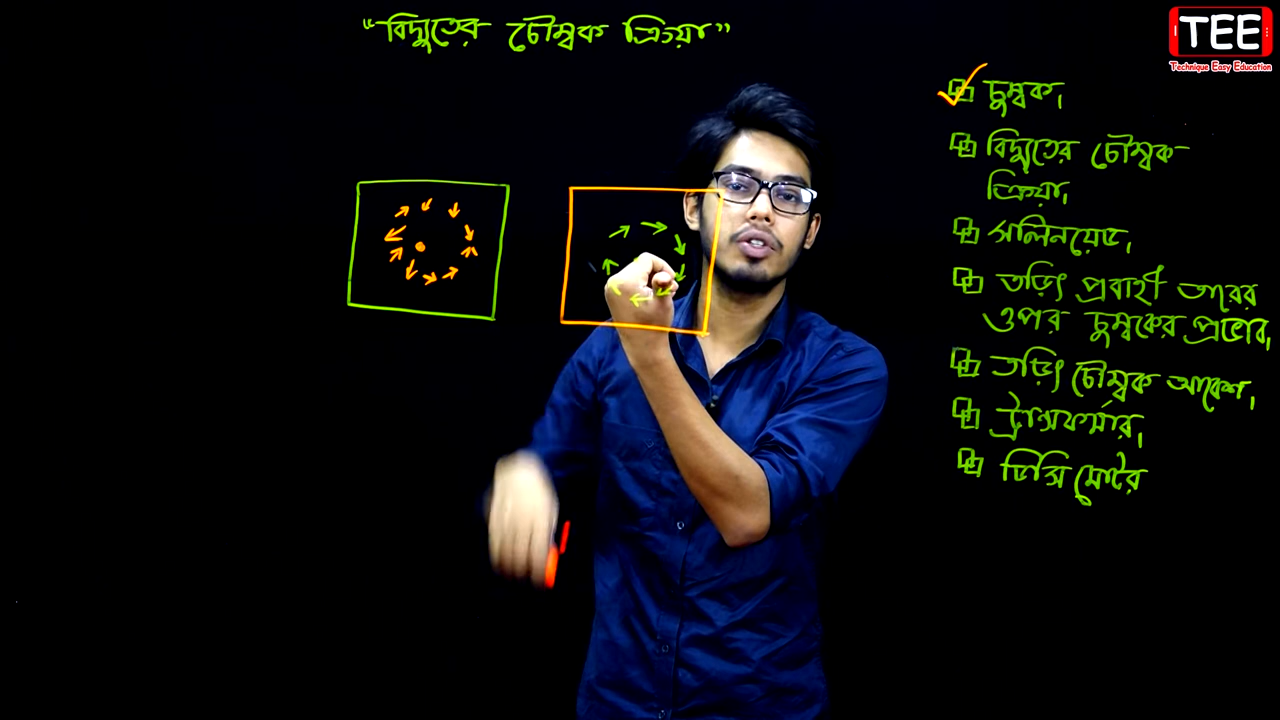 “বিদ্যুতের চৌম্বক ক্রিয়া”
TEE
Technique Easy Education
চুম্বক।
বিদ্যুতের চৌম্বক
ক্রিয়া।
সলিনয়েড।
তড়িৎ প্রবাহী তারের
ওপর চুম্বকের প্রভাব।
তড়িৎ চৌম্বক আবেশ।
ট্রান্সফর্মার।
ডিসি মোটর